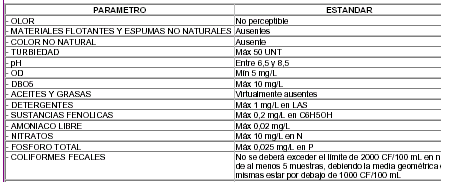 PARAMETRO ESTANDAR
- OLOR No perceptible
- MATERIALES FLOTANTES Y ESPUMAS NO NATURALES Ausentes
- COLOR NO NATURAL Ausente
- TURBIEDAD Máx 50 UNT
- pH Entre 6,5 y 8,5
- OD Mín 5 mg/L
- DBO5 Máx 10 mg/L
- ACEITES Y GRASAS Virtualmente ausentes
- DETERGENTES Máx 1 mg/L en LAS
- SUSTANCIAS FENOLICAS Máx 0,2 mg/L en C6H5OH
- AMONIACO LIBRE Máx 0,02 mg/L
- NITRATOS Máx 10 mg/L en N
- FOSFORO TOTAL Máx 0,025 mg/L en P
- COLIFORMES FECALES No se deberá exceder el límite de 2000 CF/100 mL en n
de al menos 5 muestras, debiendo la media geométrica
mismas estar por debajo de 1000 CF/100 mL